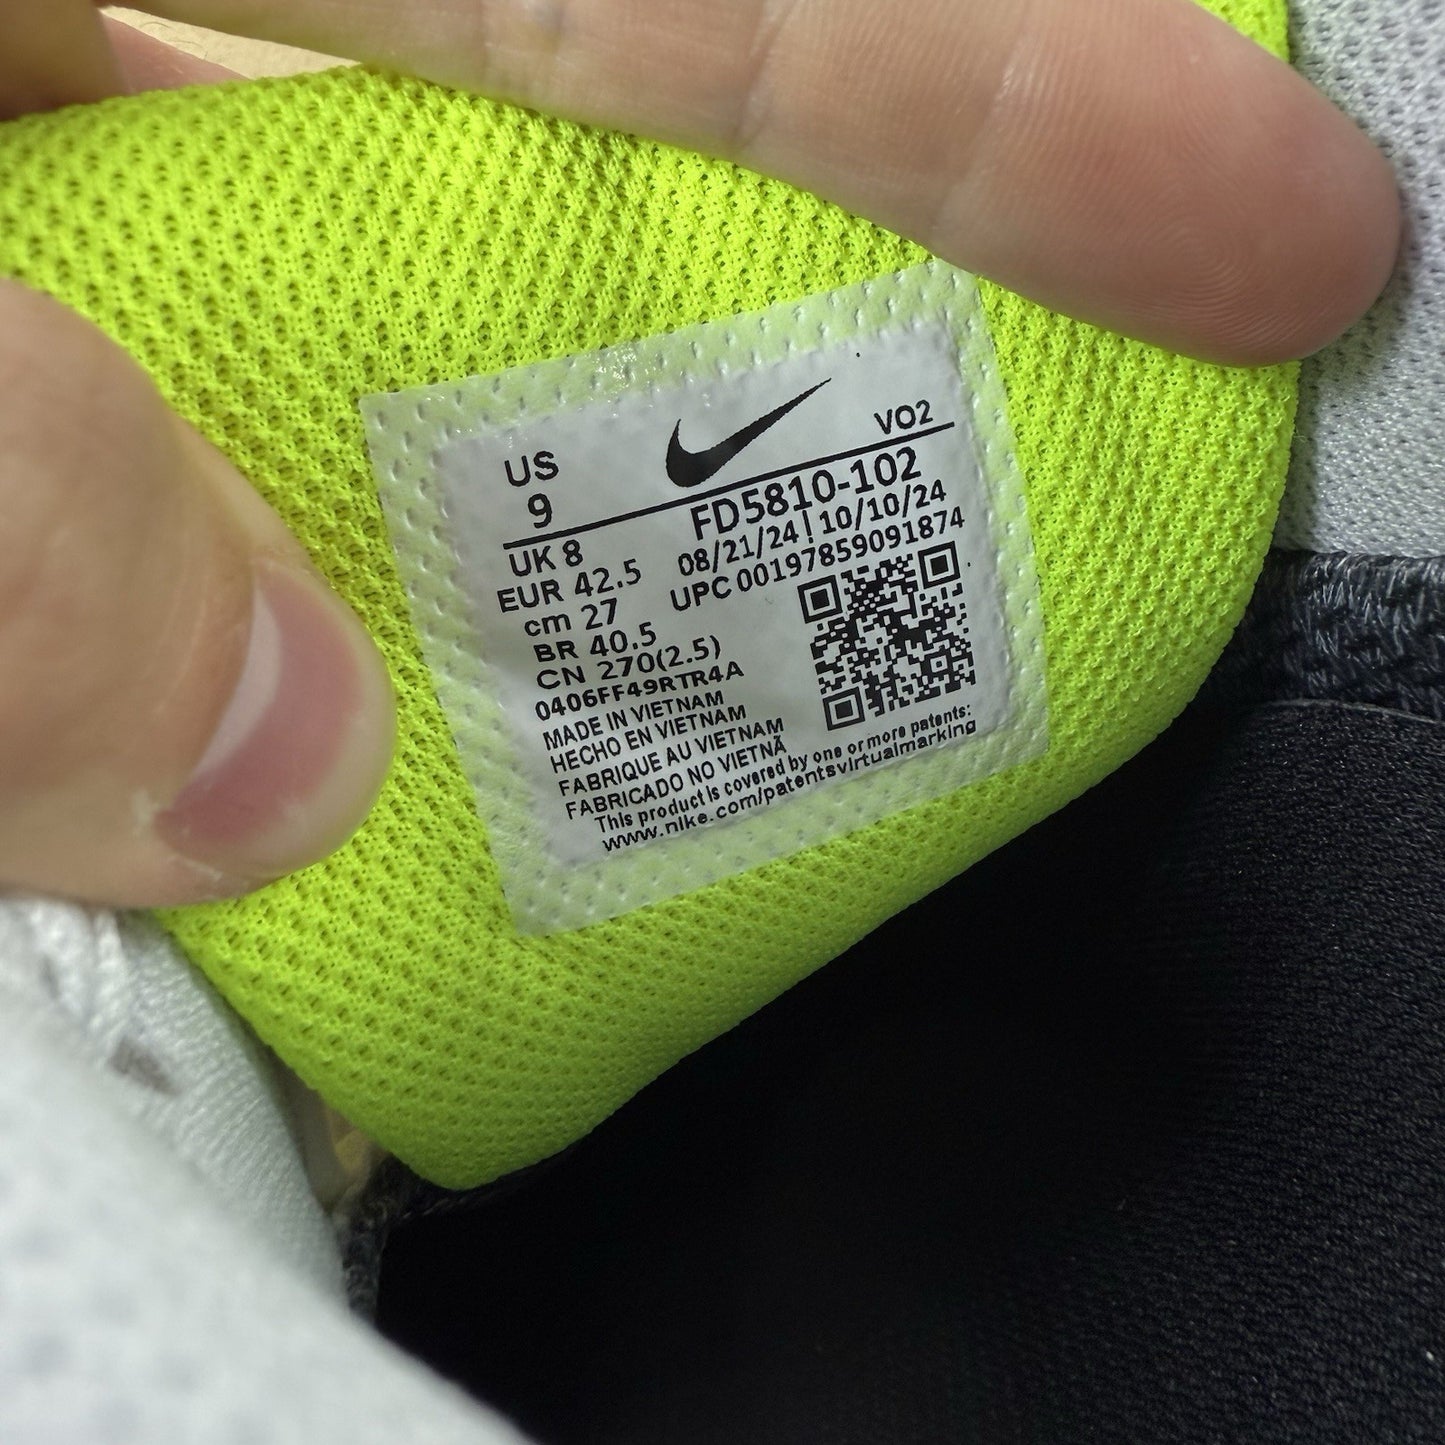 US
9
VO2
FD5810-102
08/21/24 | 10/10/24
UPC 00197859091874
UK 8
EUR 42.5
cm 27
BR 40.5
CN 270(2.5)
0406FF49RTR4A
MADE IN VIETNAM
HECHO EN VIETNAM
FABRIQUE AU VIETNAM
FABRICADO NO VIETNÃ
This product is covered by one or more patents:
www.nike.com/patentsvirtualmarking